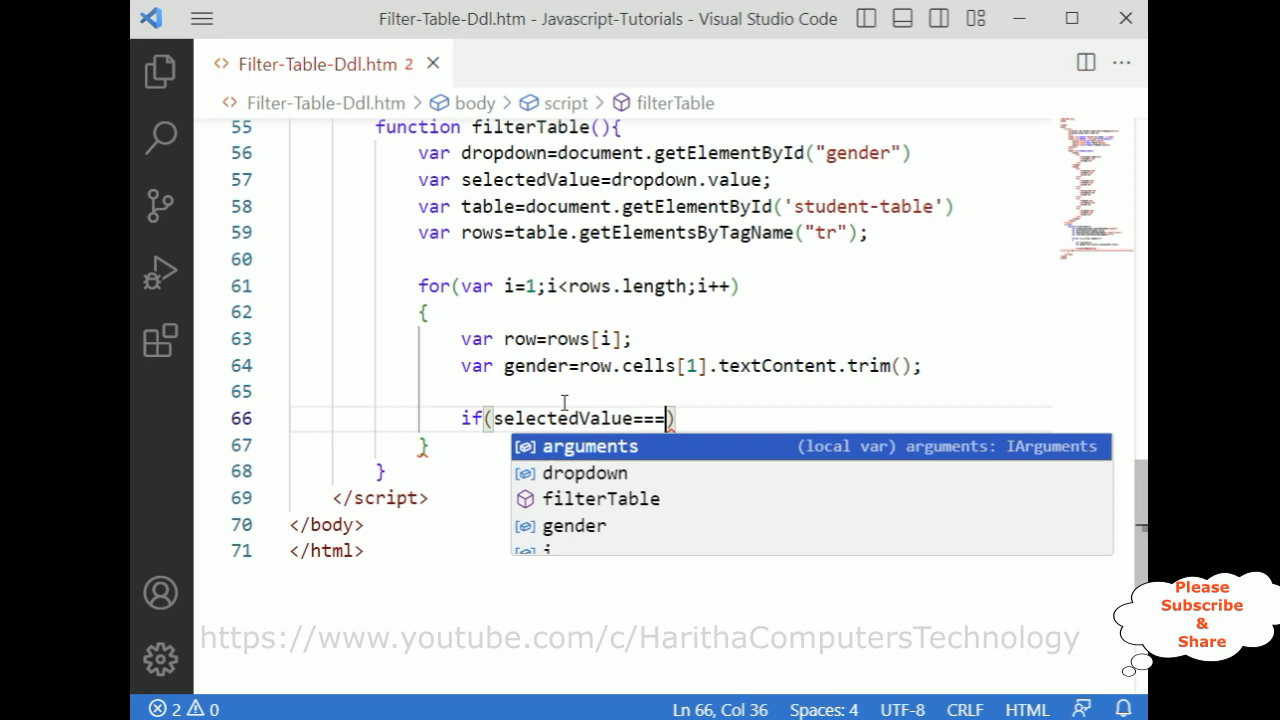 Filter-Table-Ddl.htm - Javascript-Tutorials - Visual Studio Code
Filter-Table-Ddl.htm 2
Filter-Table-Ddl.htm > body > script > filterTable
55 function filterTable(){
56 var dropdown=document.getElementById("gender")
57 var selectedValue=dropdown.value;
58 var table=document.getElementById('student-table')
59 var rows=table.getElementsByTagName("tr");
60
61 for(var i=1;i<rows.length;i++)
62 {
63 var row=rows[i];
64 var gender=row.cells[1].textContent.trim();
65
66 if(selectedValue===)
67 }
68 }
69 </script>
70 </body>
71 </html>
arguments (local var) arguments: IArguments
dropdown
filterTable
gender
i
Please
Subscribe
&
Share
https://www.youtube.com/c/HarithaComputersTechnology
2 0 Ln 66, Col 36 Spaces: 4 UTF-8 CRLF HTML